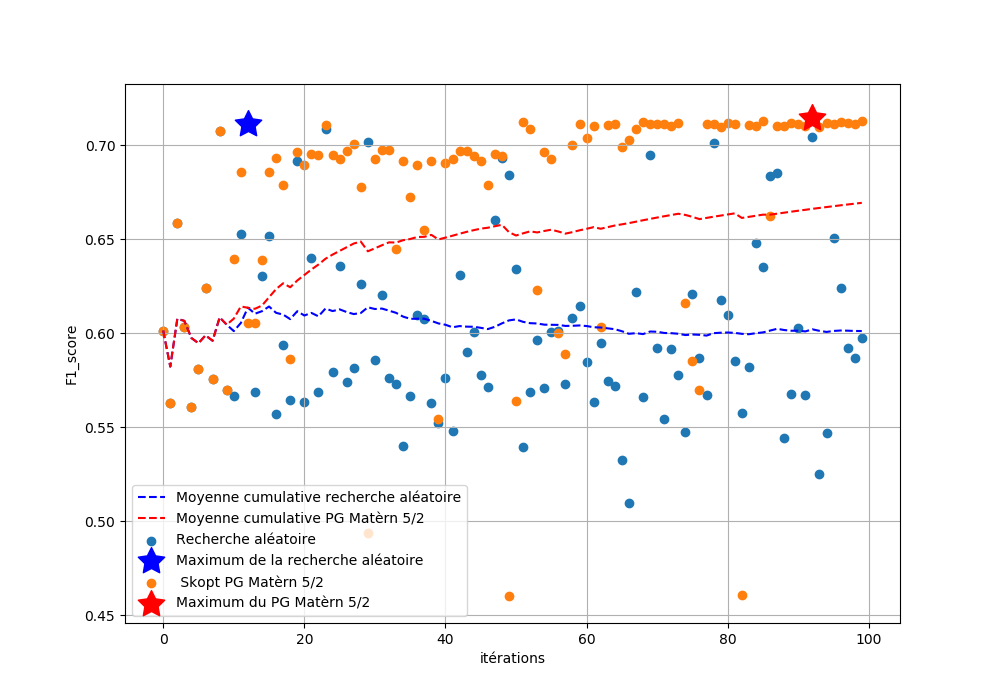 0.70
0.65
0.60
0.55
0.50
0.45
F1_score
Moyenne cumulative recherche aléatoire
Moyenne cumulative PG Matèrn 5/2
Recherche aléatoire
Maximum de la recherche aléatoire
Skopt PG Matèrn 5/2
Maximum du PG Matèrn 5/2
0 20 40 60 80 100
itérations